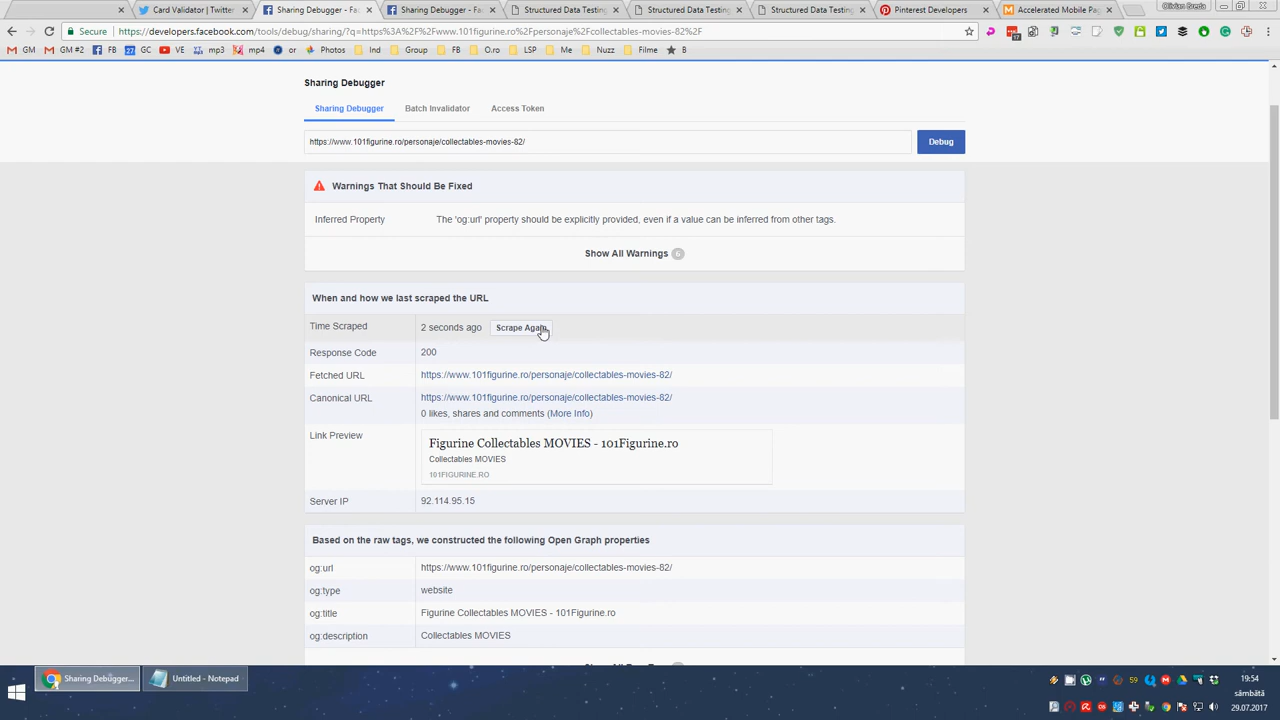 Card Validator | Twitter
Sharing Debugger - Fac
Sharing Debugger - Fac
Structured Data Testing
Structured Data Testing
Structured Data Testing
Pinterest Developers
Accelerated Mobile Pag
Secure https://developers.facebook.com/tools/debug/sharing/?q=https%3A%2F%2Fwww.101figurine.ro%2Fpersonaje%2Fcollectables-movies-82%2F
GM GM #2 FB GC VE mp3 mp4 or Photos Ind Group FB O.ro LSP Me Nuzz Filme B
Sharing Debugger
Sharing Debugger Batch Invalidator Access Token
https://www.101figurine.ro/personaje/collectables-movies-82/ Debug
Warnings That Should Be Fixed
Inferred Property The 'og:url' property should be explicitly provided, even if a value can be inferred from other tags.
Show All Warnings 6
When and how we last scraped the URL
Time Scraped 2 seconds ago Scrape Again
Response Code 200
Fetched URL https://www.101figurine.ro/personaje/collectables-movies-82/
Canonical URL https://www.101figurine.ro/personaje/collectables-movies-82/
0 likes, shares and comments (More Info)
Link Preview
Figurine Collectables MOVIES - 101Figurine.ro
Collectables MOVIES
101FIGURINE.RO
Server IP 92.114.95.15
Based on the raw tags, we constructed the following Open Graph properties
og:url https://www.101figurine.ro/personaje/collectables-movies-82/
og:type website
og:title Figurine Collectables MOVIES - 101Figurine.ro
og:description Collectables MOVIES
Sharing Debugger... Untitled - Notepad
19:54
sâmbătă
29.07.2017